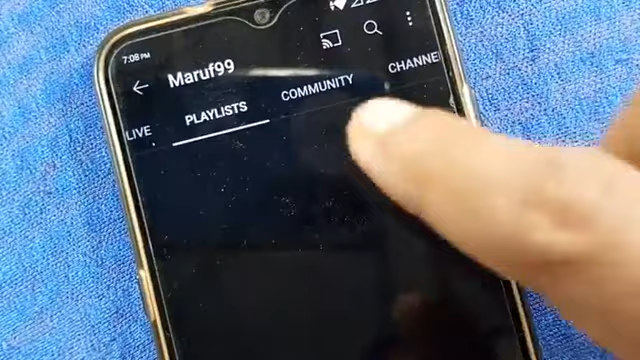 7:08 PM
Maruf99
LIVE
PLAYLISTS
COMMUNITY
CHANNE